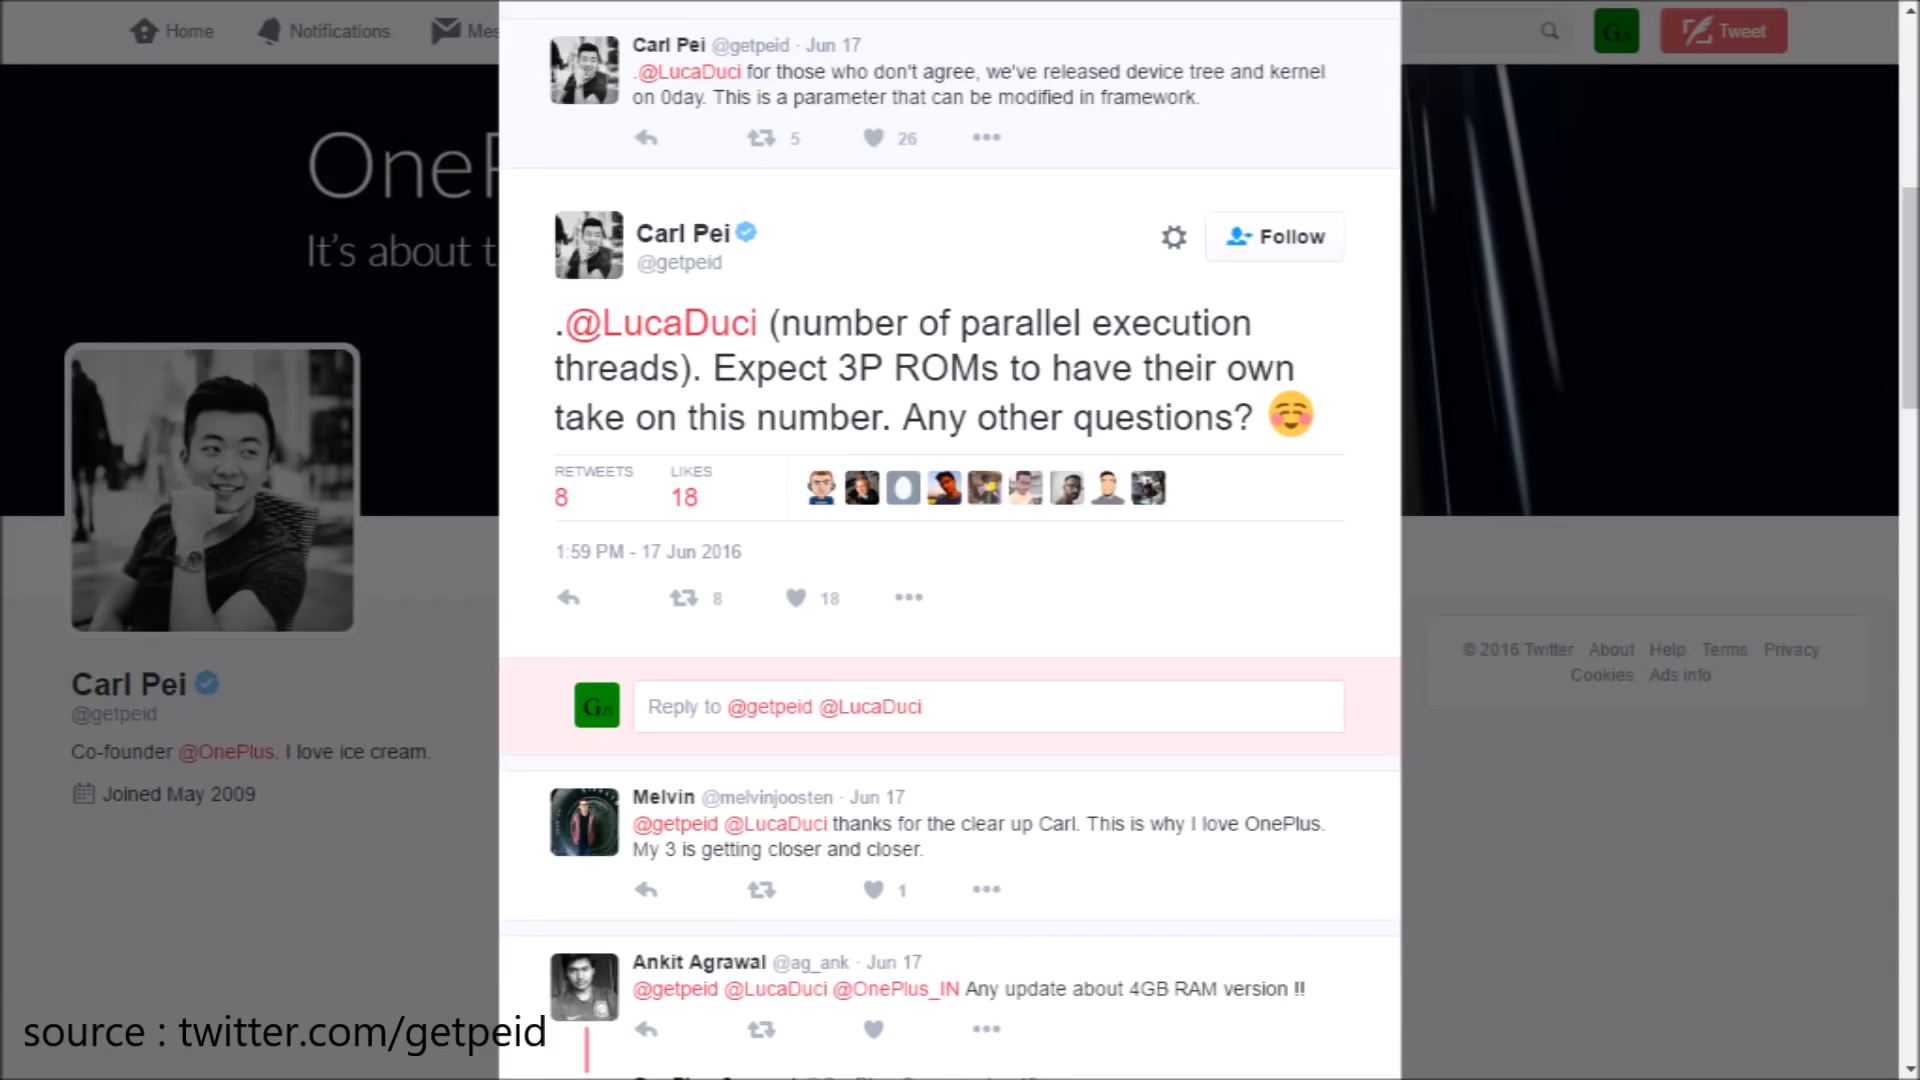 Home
Notifications
Mes
G.JS
Tweet
OneP
It's about t
Carl Pei @getpeid · Jun 17
.@LucaDuci for those who don't agree, we've released device tree and kernel
on 0day. This is a parameter that can be modified in framework.
5
26
Carl Pei
@getpeid
Follow
.@LucaDuci (number of parallel execution
threads). Expect 3P ROMs to have their own
take on this number. Any other questions? ☺️
RETWEETS
8
LIKES
18
1:59 PM - 17 Jun 2016
8
18
Carl Pei
@getpeid
Co-founder @OnePlus. I love ice cream.
Joined May 2009
© 2016 Twitter About Help Terms Privacy
Cookies Ads info
G.JS
Reply to @getpeid @LucaDuci
Melvin @melvinjoosten · Jun 17
@getpeid @LucaDuci thanks for the clear up Carl. This is why I love OnePlus.
My 3 is getting closer and closer.
1
Ankit Agrawal @ag_ank · Jun 17
@getpeid @LucaDuci @OnePlus_IN Any update about 4GB RAM version !!
source : twitter.com/getpeid